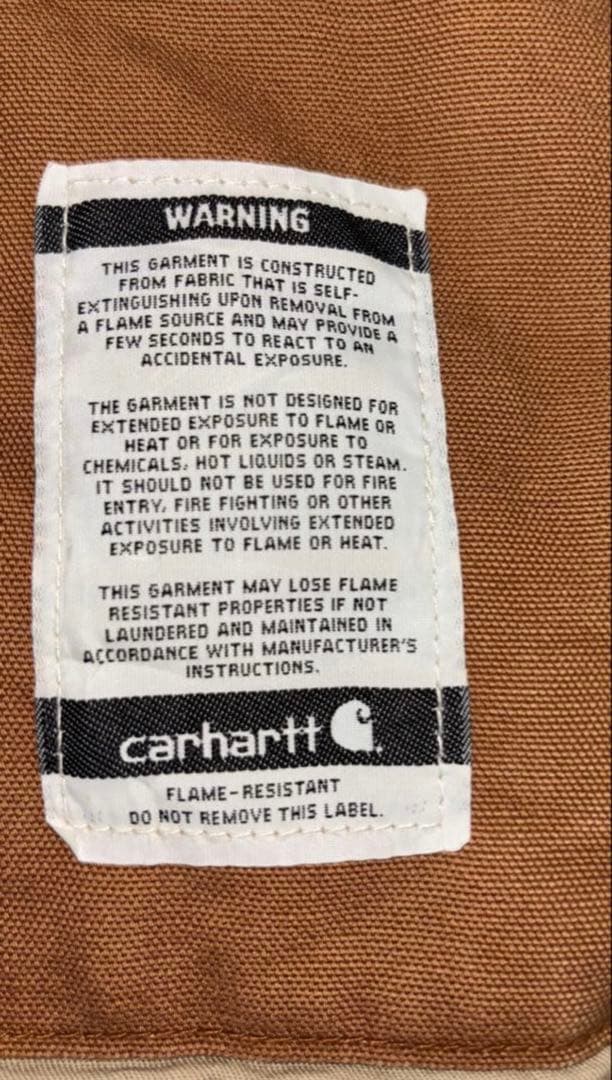 WARNING
THIS GARMENT IS CONSTRUCTED
FROM FABRIC THAT IS SELF-
EXTINGUISHING UPON REMOVAL FROM
A FLAME SOURCE AND MAY PROVIDE A
FEW SECONDS TO REACT TO AN
ACCIDENTAL EXPOSURE.
THE GARMENT IS NOT DESIGNED FOR
EXTENDED EXPOSURE TO FLAME OR
HEAT OR FOR EXPOSURE TO
CHEMICALS, HOT LIQUIDS OR STEAM.
IT SHOULD NOT BE USED FOR FIRE
ENTRY, FIRE FIGHTING OR OTHER
ACTIVITIES INVOLVING EXTENDED
EXPOSURE TO FLAME OR HEAT.
THIS GARMENT MAY LOSE FLAME
RESISTANT PROPERTIES IF NOT
LAUNDERED AND MAINTAINED IN
ACCORDANCE WITH MANUFACTURER'S
INSTRUCTIONS.
carhartt
FLAME-RESISTANT
DO NOT REMOVE THIS LABEL.